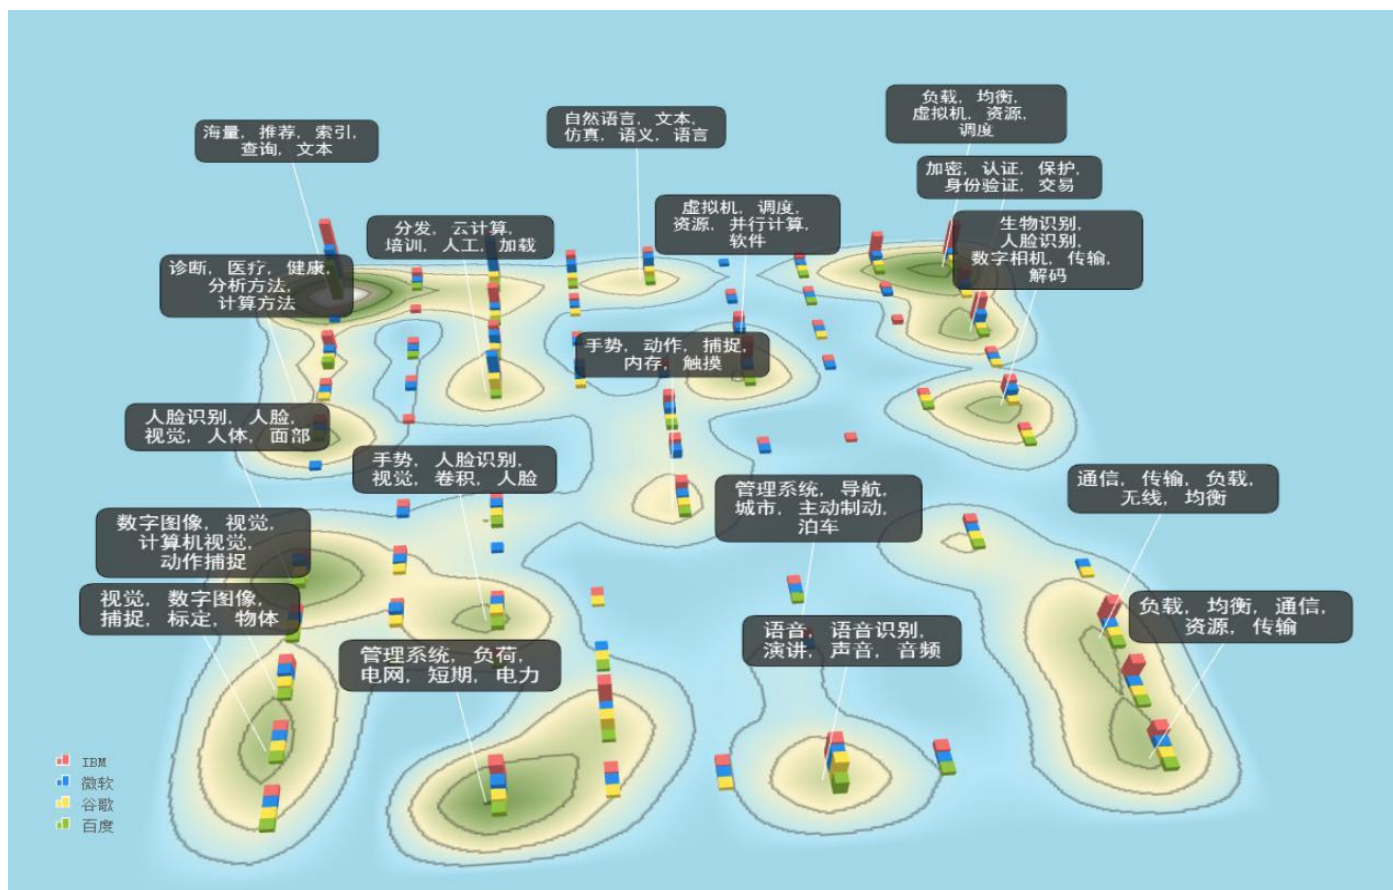 海量, 推荐, 索引,
查询, 文本
自然语言, 文本,
仿真, 语义, 语言
负载, 均衡,
虚拟机, 资源,
调度
加密, 认证, 保护,
身份验证, 交易
分发, 云计算,
培训, 人工, 加载
虚拟机, 调度,
资源, 并行计算,
软件
生物识别,
人脸识别,
数字相机, 传输,
解码
诊断, 医疗, 健康,
分析方法,
计算方法
手势, 动作, 捕捉,
内存, 触摸
人脸识别, 人脸,
视觉, 人体, 面部
手势, 人脸识别,
视觉, 卷积, 人脸
管理系统, 导航,
城市, 主动制动,
泊车
通信, 传输, 负载,
无线, 均衡
数字图像, 视觉,
计算机视觉,
动作捕捉
视觉, 数字图像,
捕捉, 标定, 物体
管理系统, 负荷,
电网, 短期, 电力
语音, 语音识别,
演讲, 声音, 音频
负载, 均衡, 通信,
资源, 传输
IBM
微软
谷歌
百度